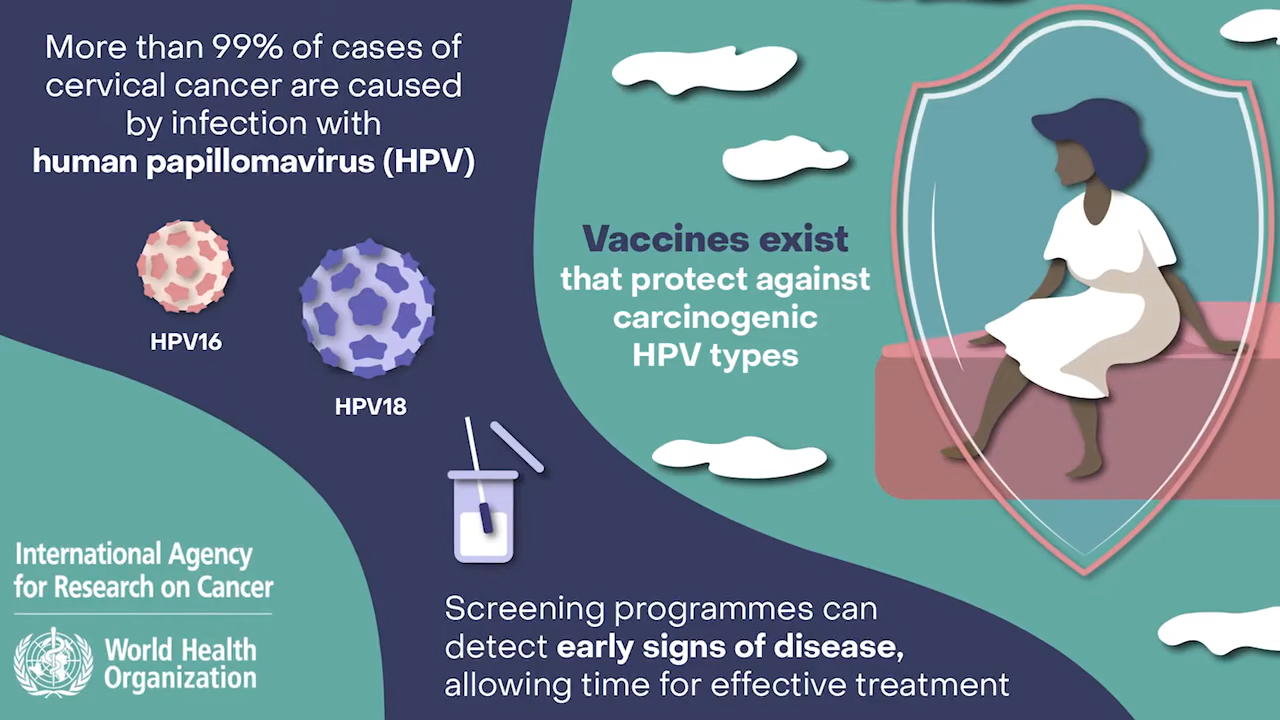 More than 99% of cases of
cervical cancer are caused
by infection with
human papillomavirus (HPV)
HPV16
HPV18
Vaccines exist
that protect against
carcinogenic
HPV types
Screening programmes can
detect early signs of disease,
allowing time for effective treatment
International Agency
for Research on Cancer
World Health
Organization